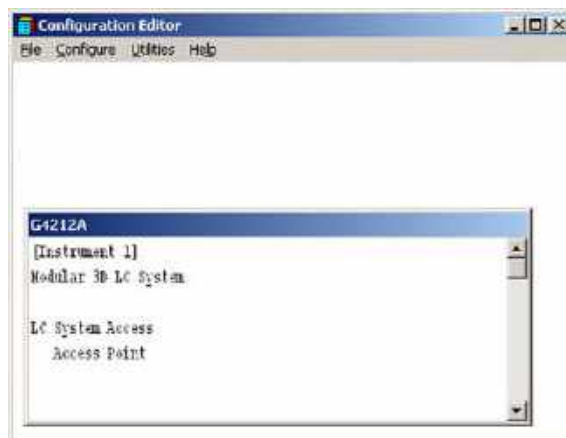 Configuration Editor
File Configure Utilities Help
G4212A
[Instrument 1]
Modular 3D LC System
LC System Access
Access Point